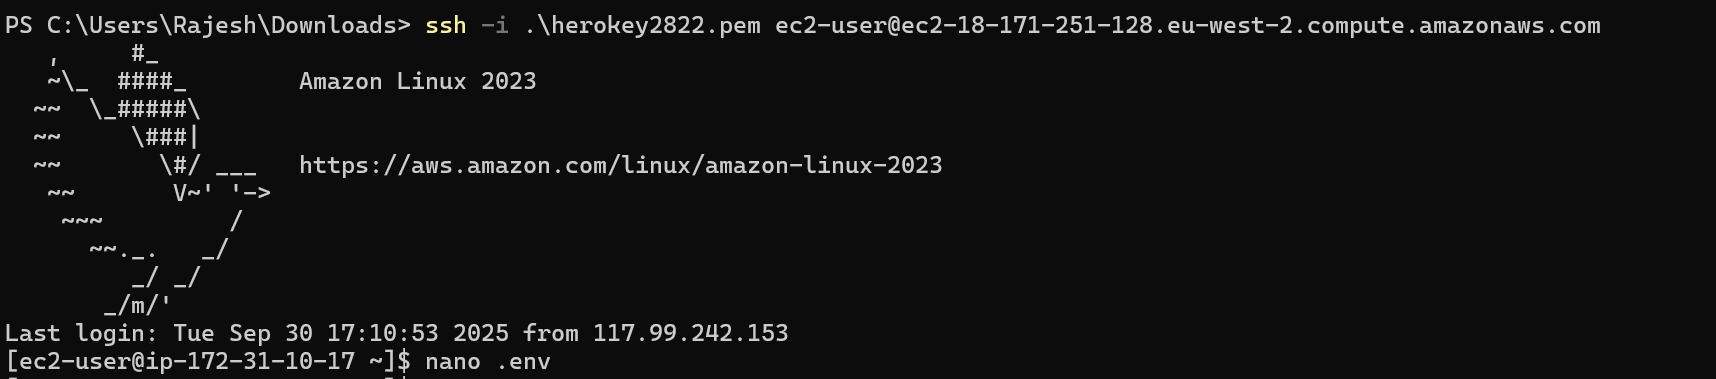 PS C:\Users\Rajesh\Downloads> ssh -i .\herokey2822.pem ec2-user@ec2-18-171-251-128.eu-west-2.compute.amazonaws.com
   ,     #_
   ~\_  ####_        Amazon Linux 2023
  ~~  \_#####\
  ~~     \###|
  ~~       \#/ ___   https://aws.amazon.com/linux/amazon-linux-2023
   ~~       V~' '->
    ~~~         /
      ~~._.   _/
         _/ _/
       _/m/'
Last login: Tue Sep 30 17:10:53 2025 from 117.99.242.153
[ec2-user@ip-172-31-10-17 ~]$ nano .env